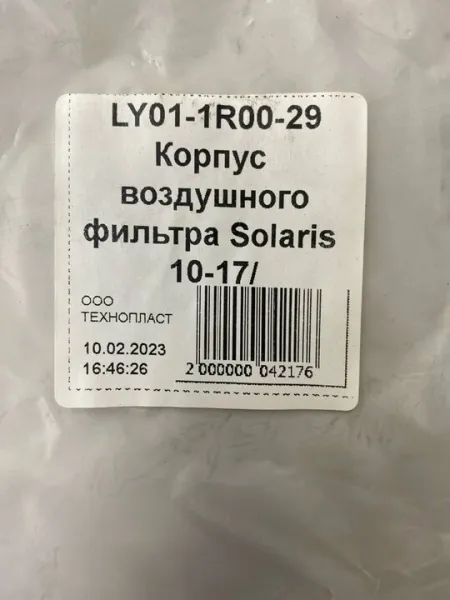 LY01-1R00-29
Корпус
воздушного
фильтра Solaris
10-17/
ООО
ТЕХНОПЛАСТ
10.02.2023
16:46:26
2 000000 042176